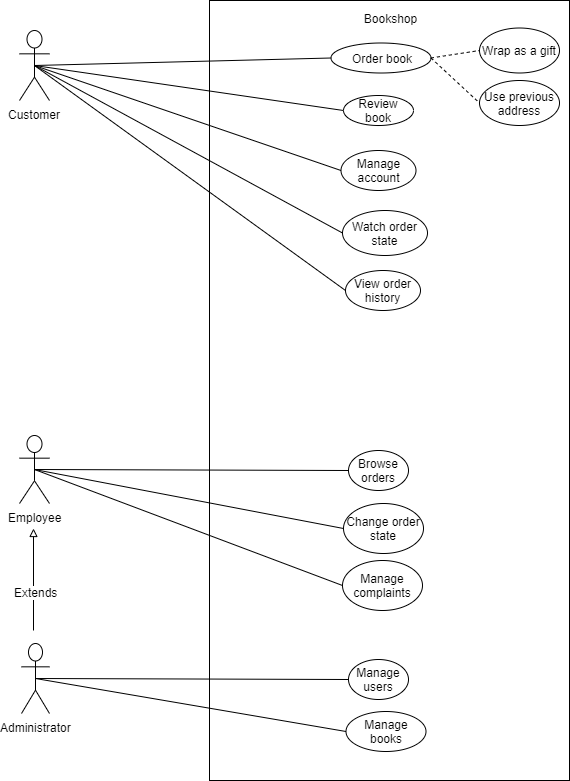 Bookshop
Order book
Wrap as a gift
Use previous
address
Customer
Review
book
Manage
account
Watch order
state
View order
history
Employee
Browse
orders
Change order
state
Manage
complaints
Extends
Administrator
Manage
users
Manage
books